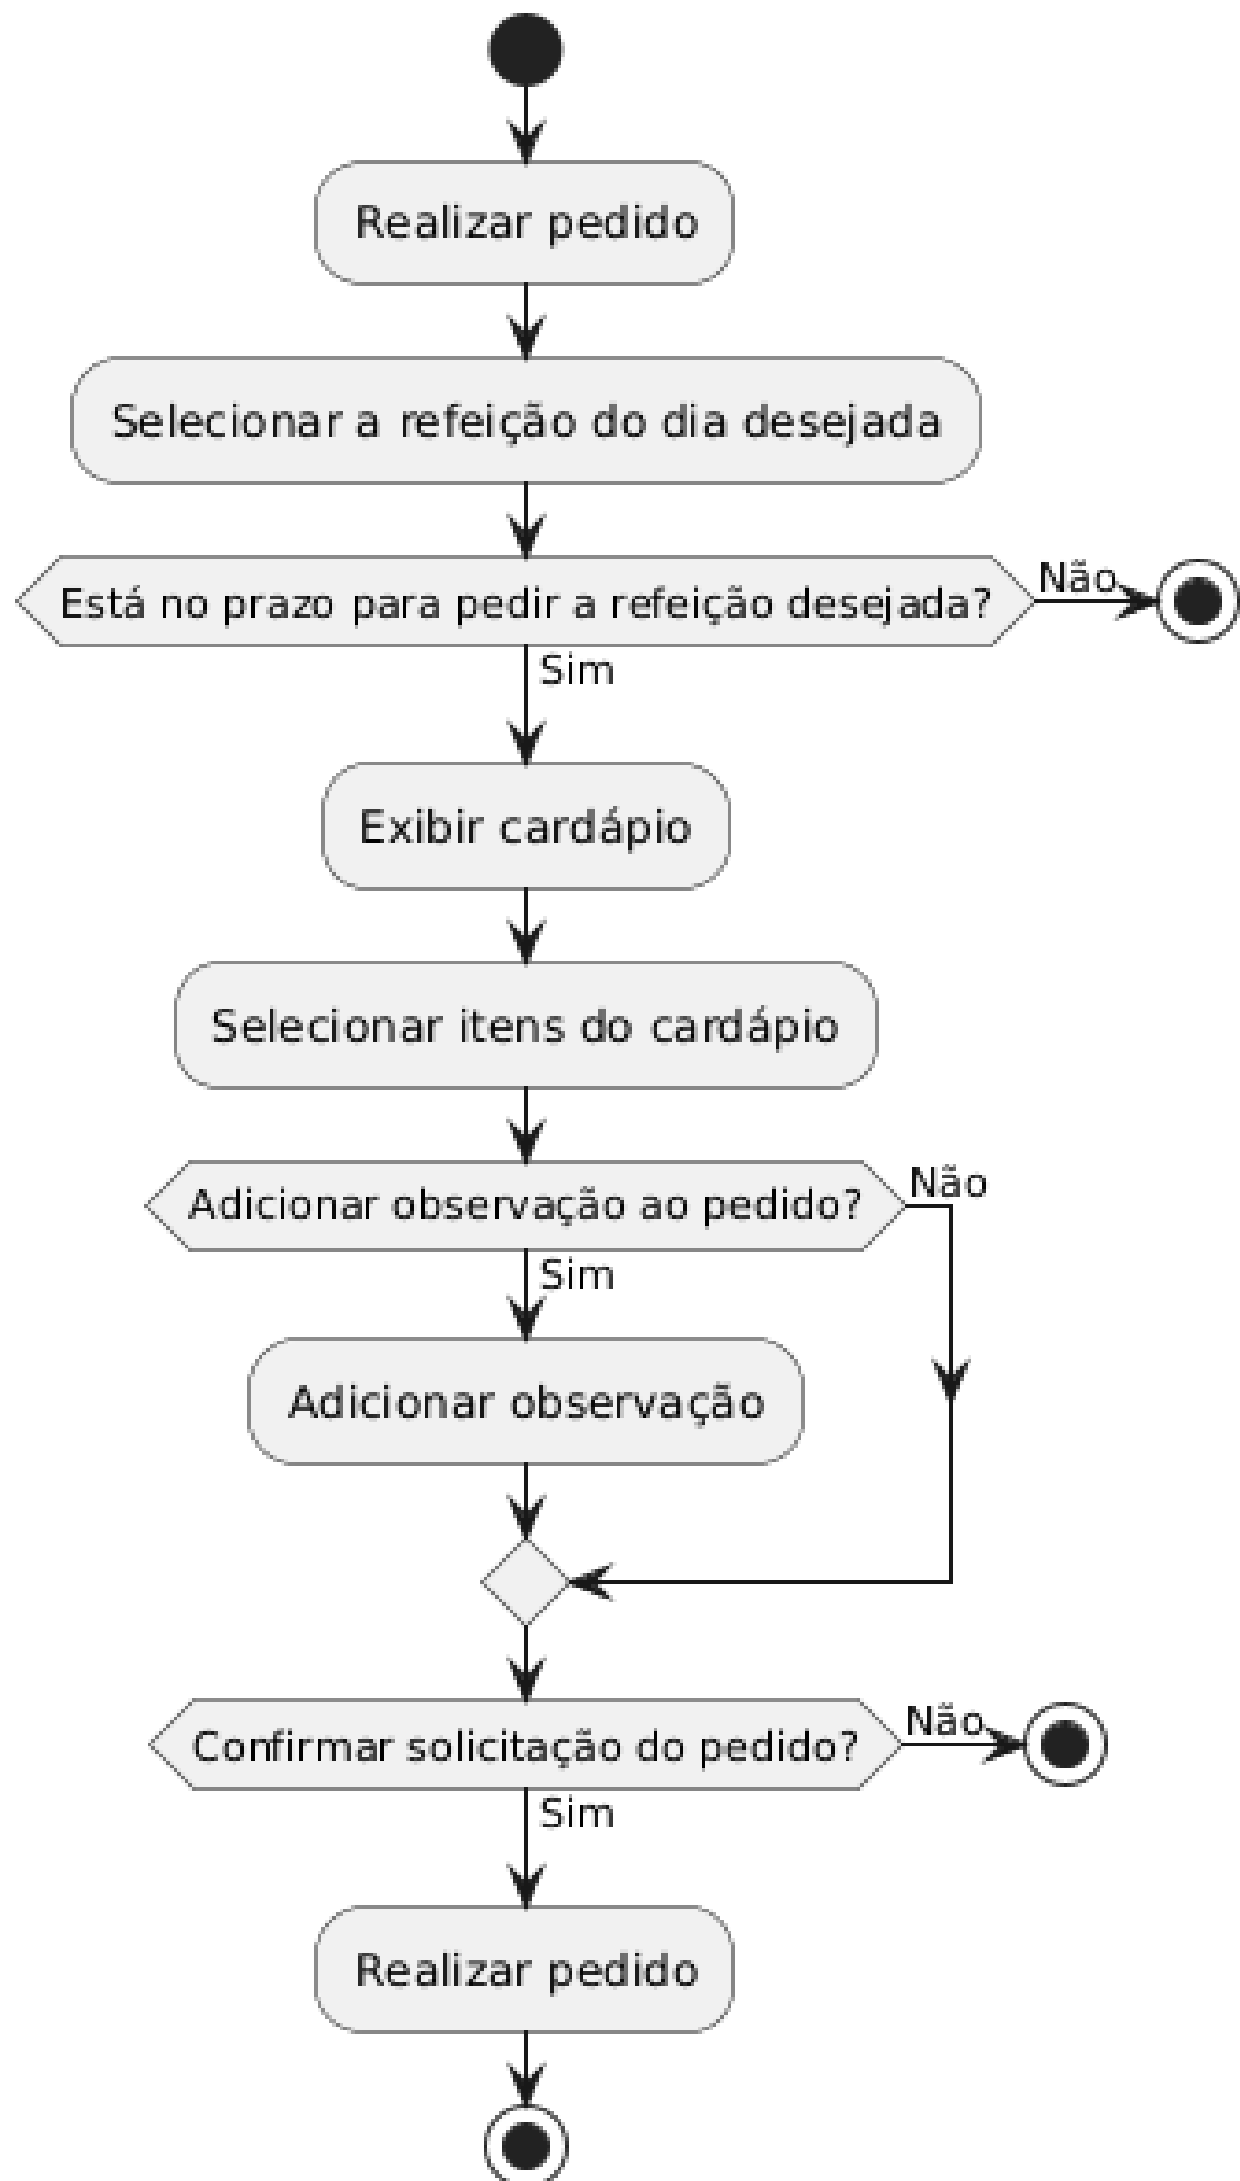 Realizar pedido
Selecionar a refeição do dia desejada
Está no prazo para pedir a refeição desejada?
Não
Sim
Exibir cardápio
Selecionar itens do cardápio
Adicionar observação ao pedido?
Não
Sim
Adicionar observação
Confirmar solicitação do pedido?
Não
Sim
Realizar pedido